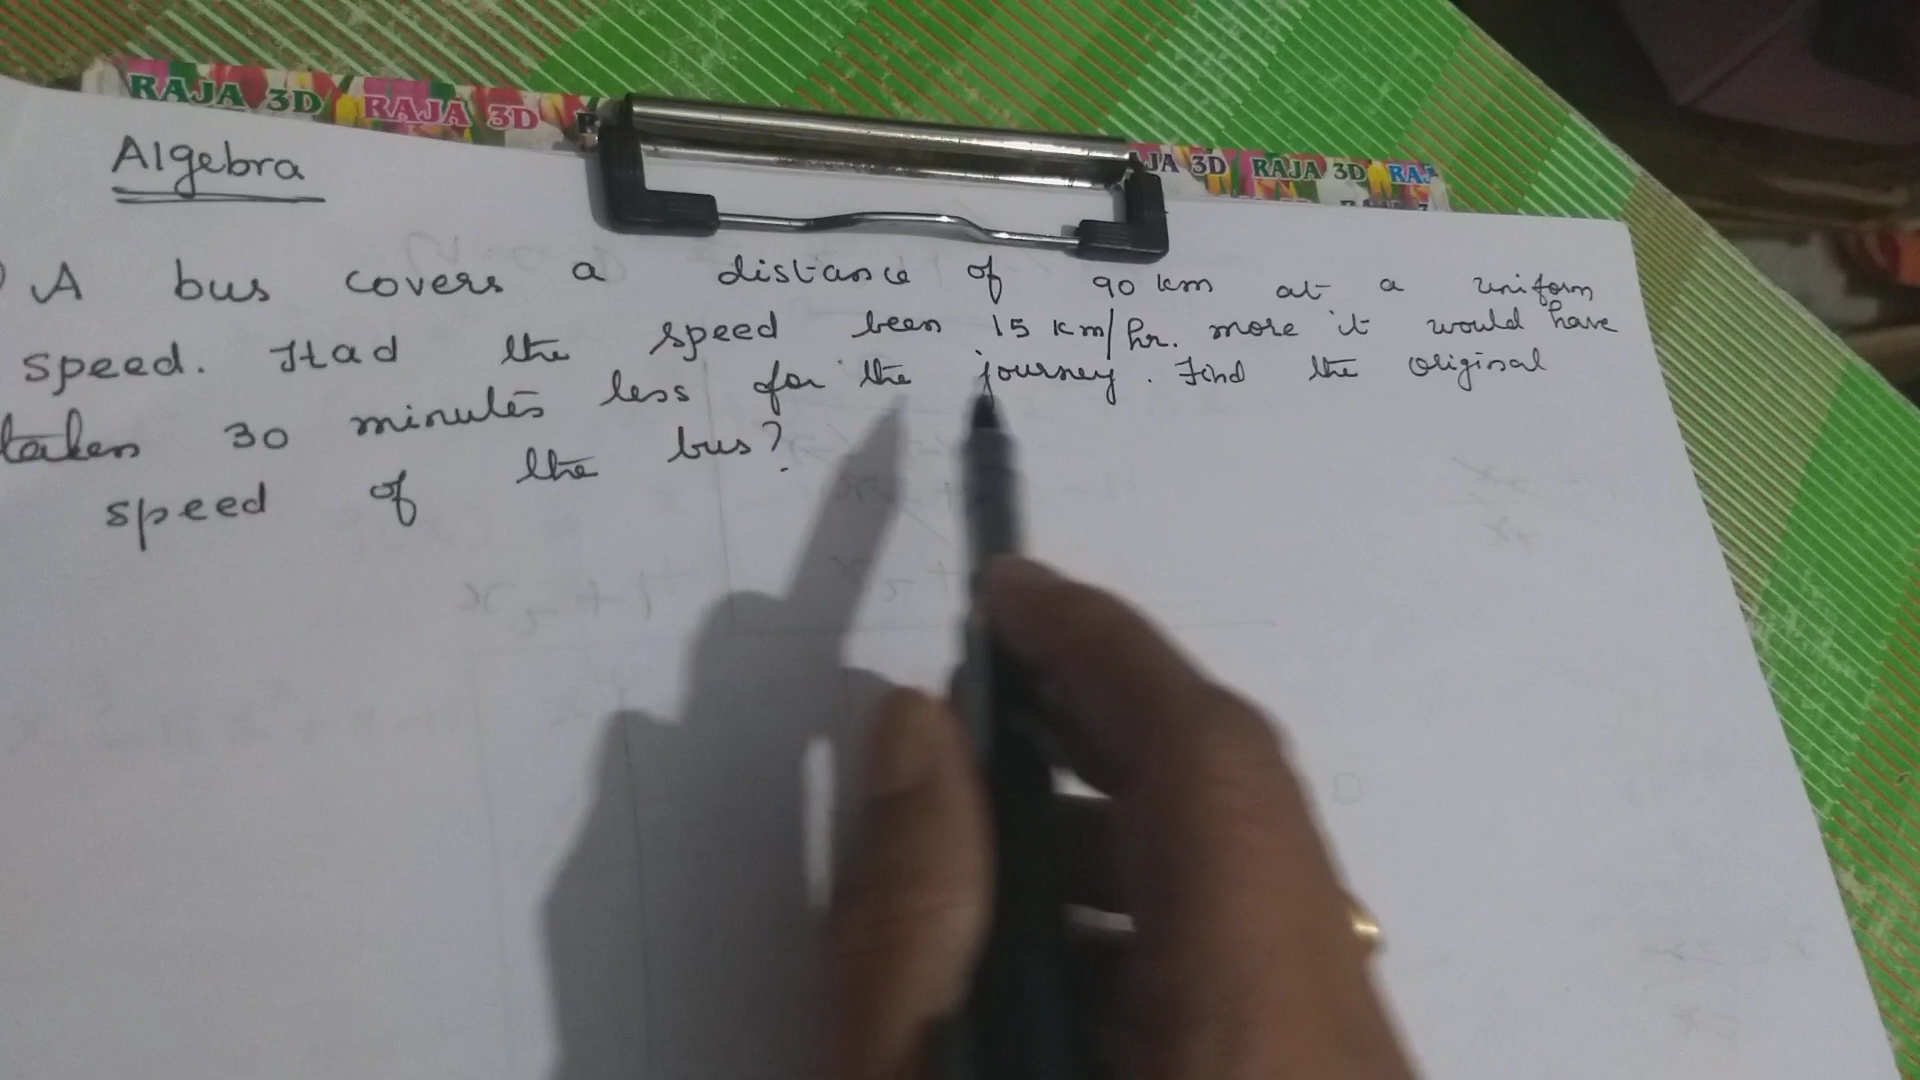 RAJA 3D RAJA 3D
JA 3D RAJA 3D RAJ
Algebra
A bus covers a distance of 90 km at a uniform
speed. Had the speed been 15 km/hr. more it would have
taken 30 minutes less for the journey. Find the original
speed of the bus?